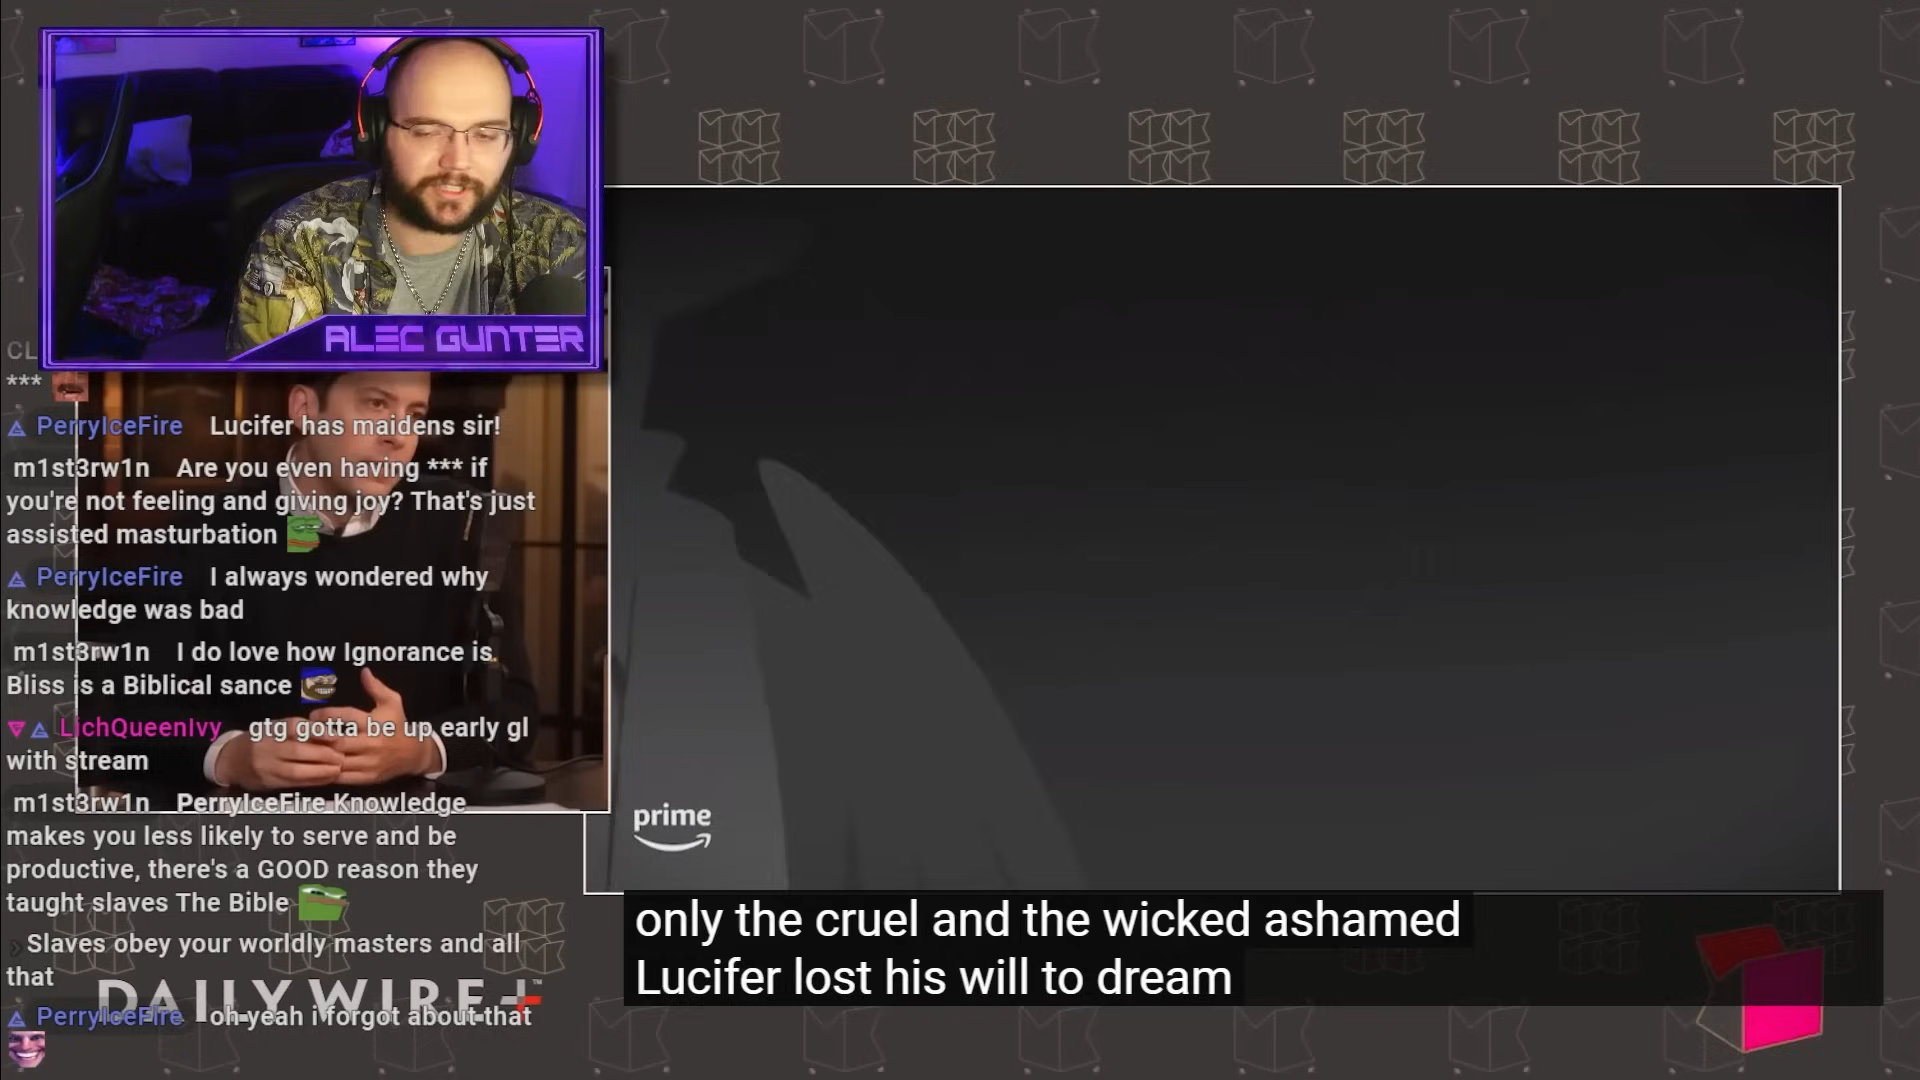 ALEC GUNTER
CL
***
PerryIceFire Lucifer has maidens sir!
m1st3rw1n Are you even having *** if
you're not feeling and giving joy? That's just
assisted masturbation
PerryIceFire I always wondered why
knowledge was bad
m1st3rw1n I do love how Ignorance is
Bliss is a Biblical sance
LichQueenIvy gtg gotta be up early gl
with stream
m1st3rw1n PerryIceFire Knowledge
makes you less likely to serve and be
productive, there's a GOOD reason they
taught slaves The Bible
Slaves obey your worldly masters and all
that
DAILY WIRE+™
PerryIceFire oh yeah i forgot about that
prime
only the cruel and the wicked ashamed
Lucifer lost his will to dream